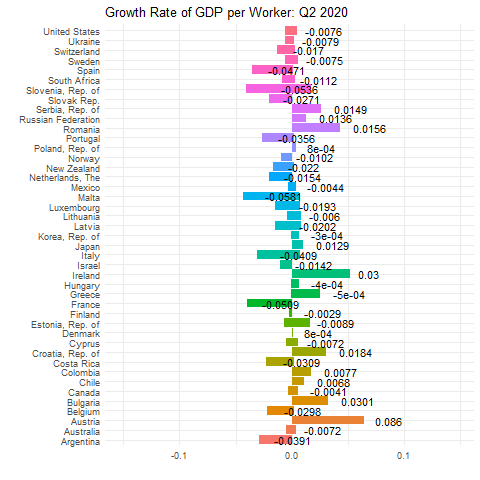 Growth Rate of GDP per Worker: Q2 2020
United States -0.0076
Ukraine -0.0079
Switzerland -0.017
Sweden -0.0075
Spain -0.0471
South Africa -0.0112
Slovenia, Rep. of -0.0536
Slovak Rep. -0.0271
Serbia, Rep. of 0.0149
Russian Federation 0.0136
Romania 0.0156
Portugal -0.0356
Poland, Rep. of 8e-04
Norway -0.0102
New Zealand -0.022
Netherlands, The -0.0154
Mexico -0.0044
Malta -0.0581
Luxembourg -0.0193
Lithuania -0.006
Latvia -0.0202
Korea, Rep. of -3e-04
Japan 0.0129
Italy -0.0409
Israel -0.0142
Ireland 0.03
Hungary -4e-04
Greece -5e-04
France -0.0509
Finland -0.0029
Estonia, Rep. of -0.0089
Denmark 8e-04
Cyprus -0.0072
Croatia, Rep. of 0.0184
Costa Rica -0.0309
Colombia 0.0077
Chile 0.0068
Canada -0.0041
Bulgaria 0.0301
Belgium -0.0298
Austria 0.086
Australia -0.0072
Argentina -0.0391
-0.1 0.0 0.1